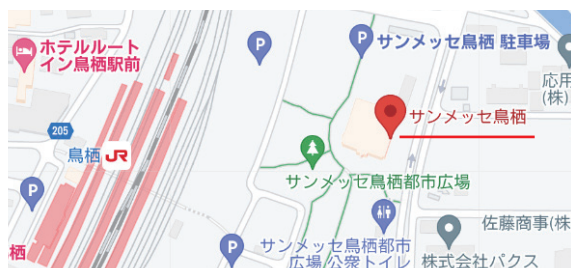 P
P
サンメッセ鳥栖 駐車場
ホテルルート
イン鳥栖駅前
応用
(株)
サンメッセ鳥栖
205
鳥栖 JR
サンメッセ鳥栖都市広場
P
佐藤商事(株
栖
P
サンメッセ鳥栖都市
広場 公衆トイレ
株式会社パクス